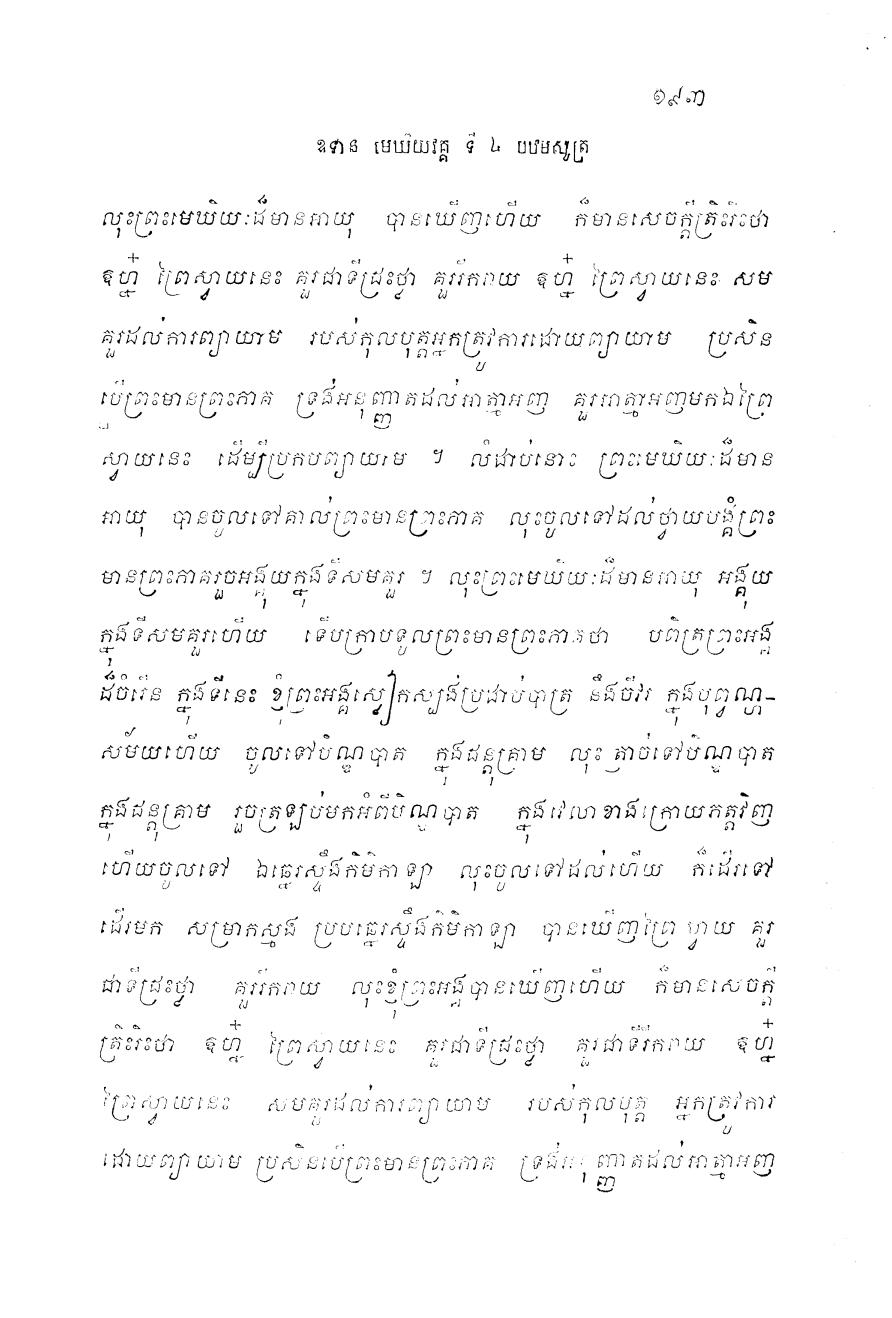 ១៩៣
ឧទាន មេឃិយវគ្គ ទី ៤ បឋមសូត្រ
លុះព្រះមេឃិយៈដ៏មានអាយុ បានឃើញហើយ ក៏មានសេចក្តីត្រិះរិះថា
ឧហ្ន៎ ព្រៃស្វាយនេះ គួរជាទីជ្រះថ្វា គួររីករាយ ឧហ្ន៎ ព្រៃស្វាយនេះ សម
គួរដល់ការព្យាយាម របស់កុលបុត្តអ្នកត្រូវការដោយព្យាយាម ប្រសិន
បើព្រះមានព្រះភាគ ទ្រង់អនុញ្ញាតដល់អាត្មាអញ គួរអាត្មាអញមកឯព្រៃ
ស្វាយនេះ ដើម្បីប្រកបព្យាយាម ។ លំដាប់នោះ ព្រះមេឃិយៈដ៏មាន
អាយុ បានចូលទៅគាល់ព្រះមានព្រះភាគ លុះចូលទៅដល់ថ្វាយបង្គំព្រះ
មានព្រះភាគរួចអង្គុយក្នុងទីសមគួរ ។ លុះព្រះមេឃិយៈដ៏មានអាយុ អង្គុយ
ក្នុងទីសមគួរហើយ ទើបក្រាបទូលព្រះមានព្រះភាគថា បពិត្រព្រះអង្គ
ដ៏ចំរើន ក្នុងទីនេះ ខ្ញុំព្រះអង្គស្លៀកស្បង់ប្រដាប់បាត្រ នឹងចីវរ ក្នុងបុព្វណ្ហ-
សម័យហើយ ចូលទៅបិណ្ឌបាត ក្នុងជន្តុគ្រាម លុះត្រាច់ទៅបិណ្ឌបាត
ក្នុងជន្តុគ្រាម រួចត្រឡប់មកអំពីបិណ្ឌបាត ក្នុងវេលាខាងក្រោយភត្តវិញ
ហើយចូលទៅ ឯឆ្នេរស្ទឹងកិមិកាឡា លុះចូលទៅដល់ហើយ ក៏ដើរទៅ
ដើរមក សម្រាកស្មង ប្របឆ្នេរស្ទឹងកិមិកាឡា បានឃើញព្រៃស្វាយ គួរ
ជាទីជ្រះថ្វា គួររីករាយ លុះខ្ញុំព្រះអង្គបានឃើញហើយ ក៏មានសេចក្តី
ត្រិះរិះថា ឧហ្ន៎ ព្រៃស្វាយនេះ គួរជាទីជ្រះថ្វា គួរជាទីរីករាយ ឧហ្ន៎
ព្រៃស្វាយនេះ សមគួរដល់ការព្យាយាម របស់កុលបុត្ត អ្នកត្រូវការ
ដោយព្យាយាម ប្រសិនបើព្រះមានព្រះភាគ ទ្រង់អនុញ្ញាតដល់អាត្មាអញ